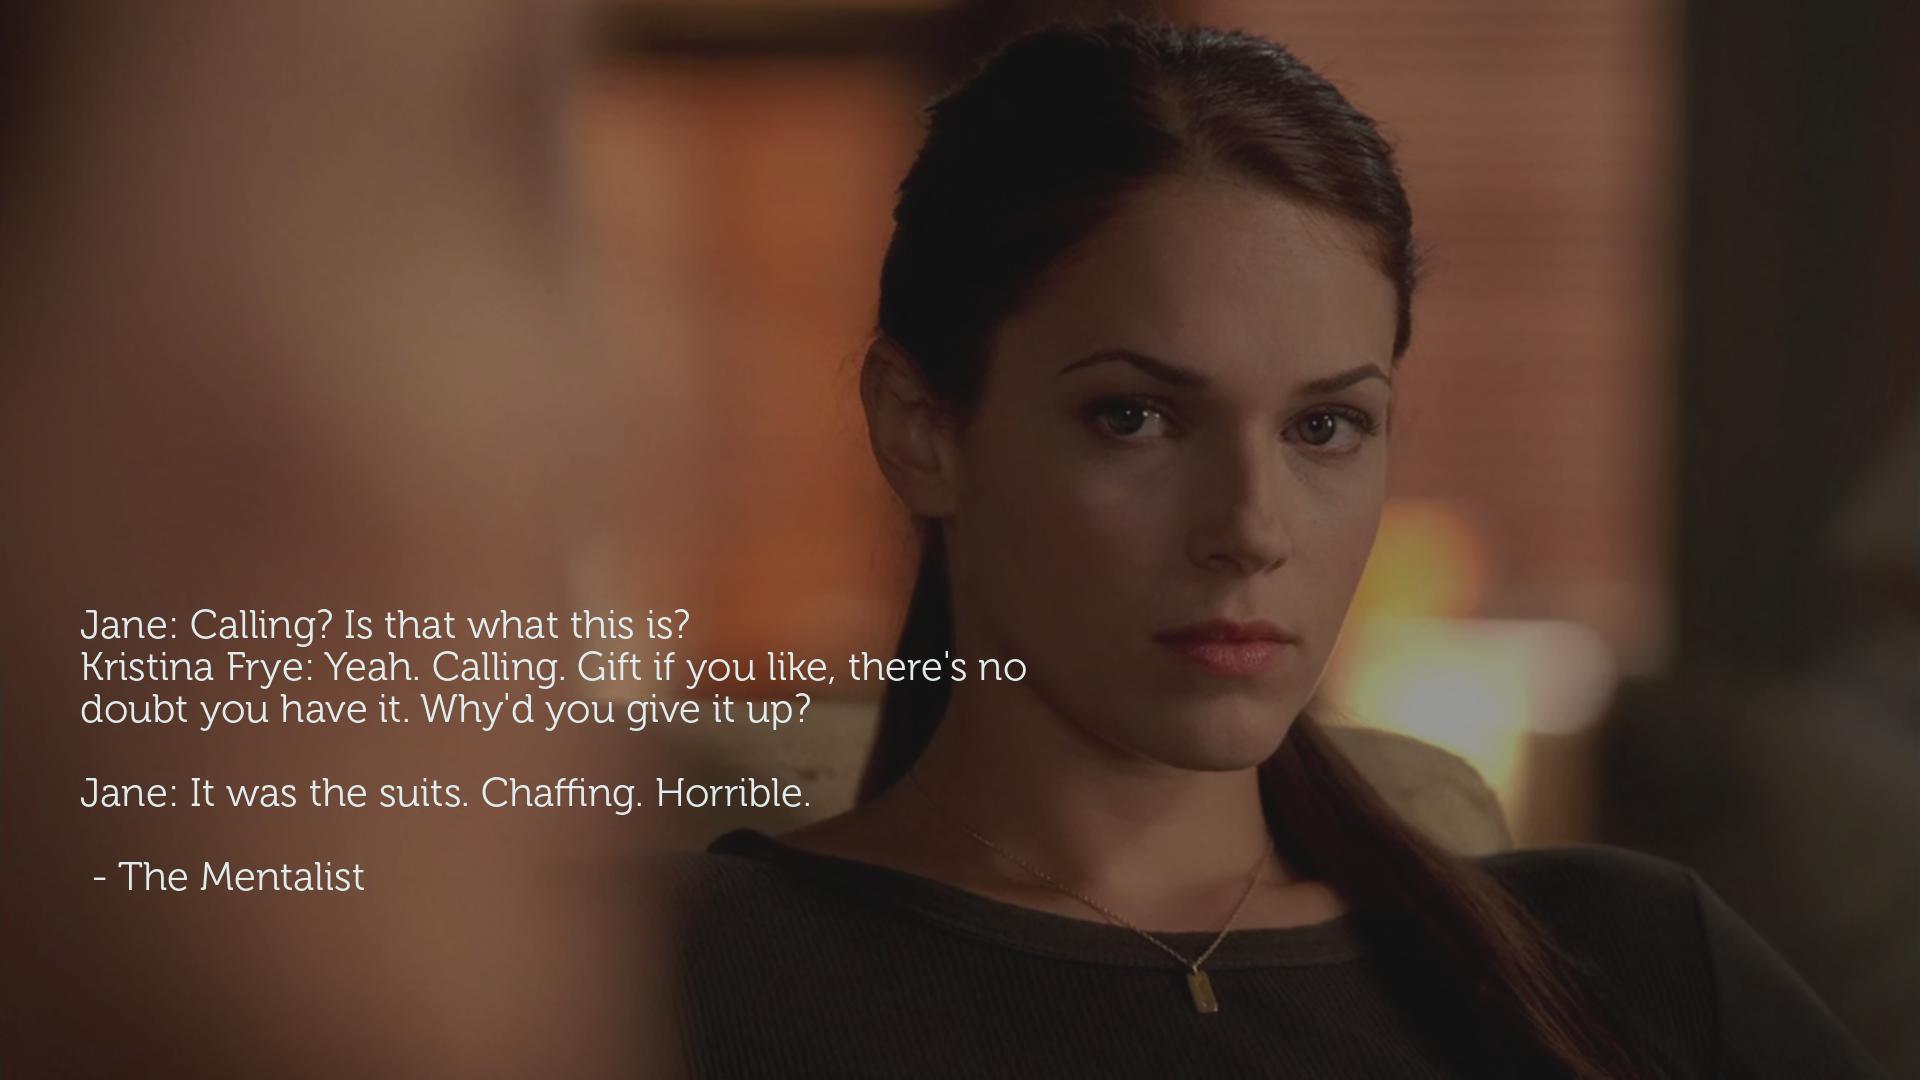 Jane: Calling? Is that what this is?
Kristina Frye: Yeah. Calling. Gift if you like, there's no
doubt you have it. Why'd you give it up?
Jane: It was the suits. Chaffing. Horrible.
- The Mentalist